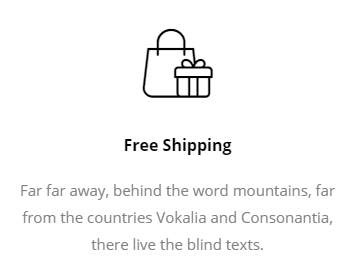 Free Shipping
Far far away, behind the word mountains, far
from the countries Vokalia and Consonantia,
there live the blind texts.